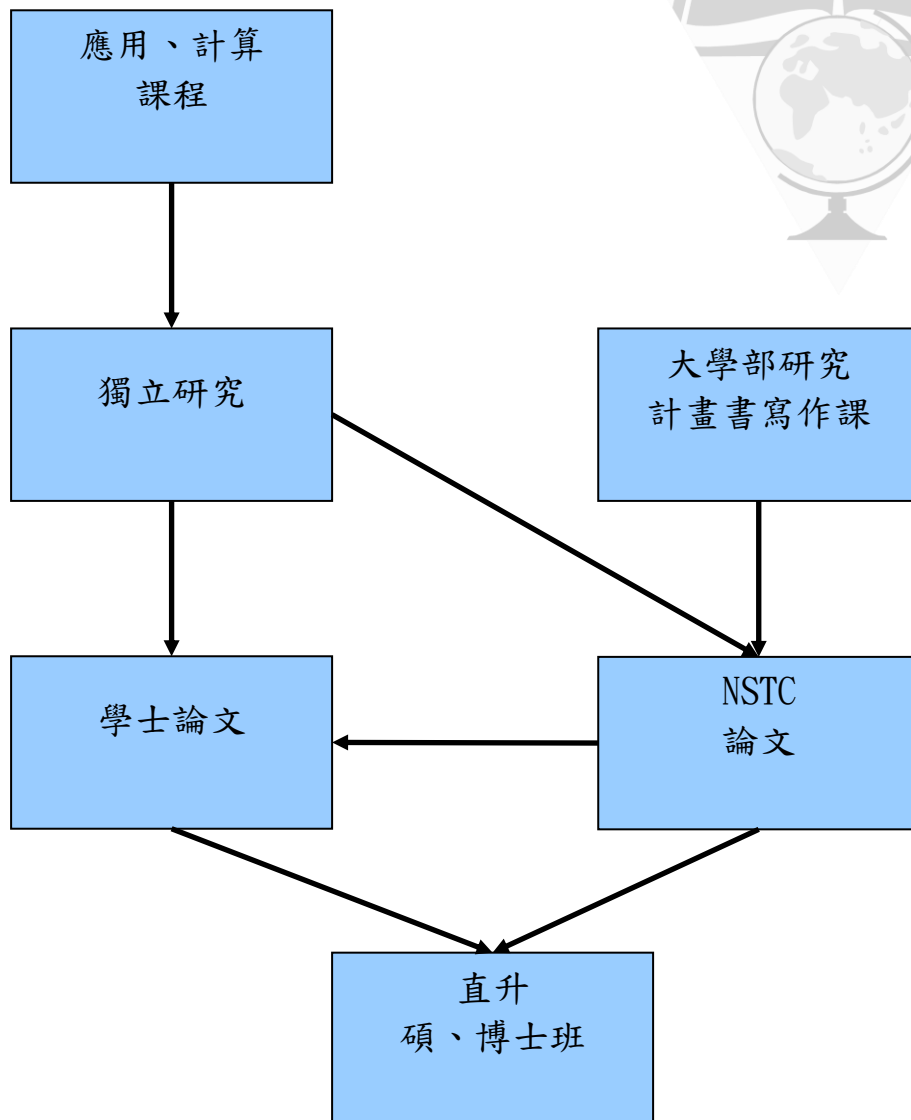 應用、計算
課程
獨立研究
大學部研究
計畫書寫作課
學士論文
NSTC
論文
直升
碩、博士班